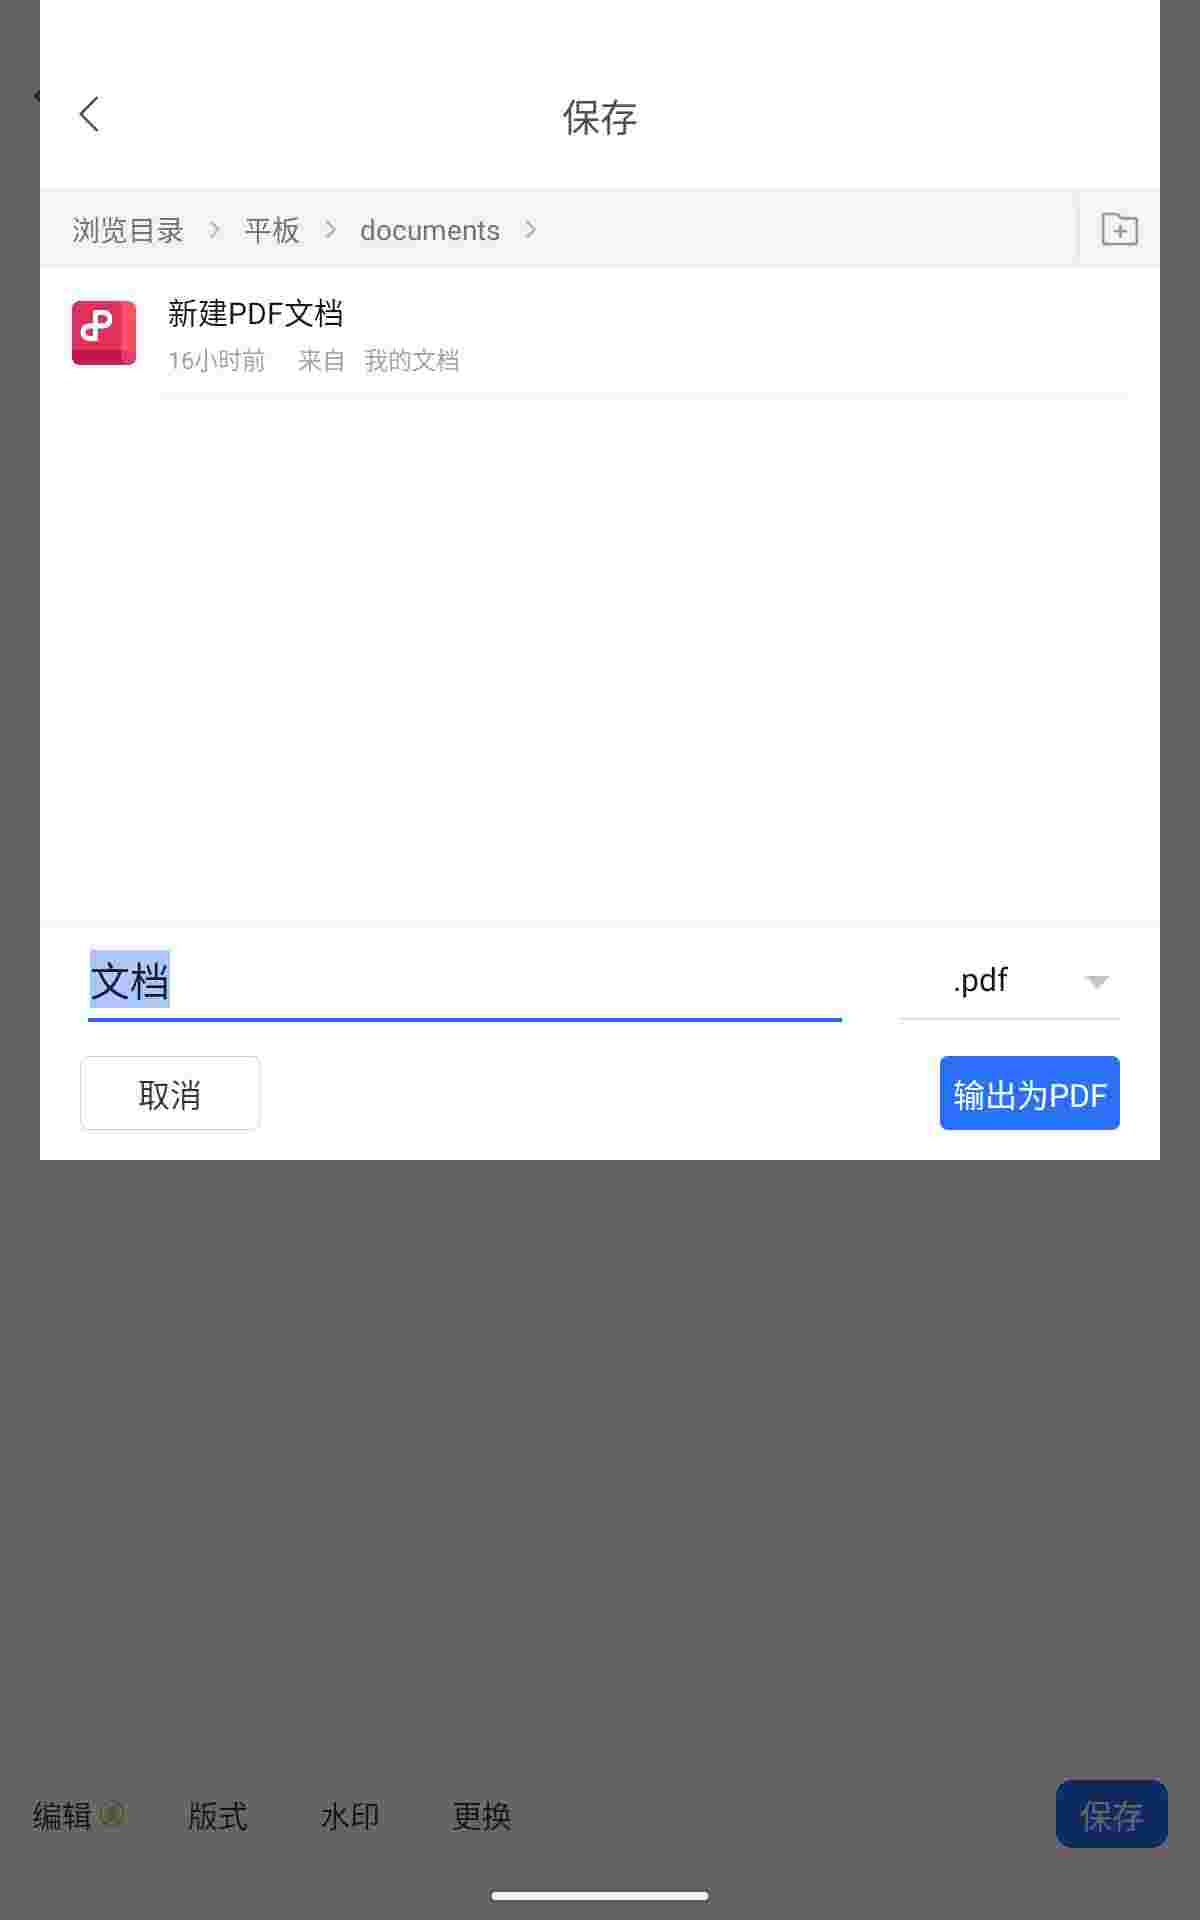 保存
浏览目录 平板 documents
新建PDF文档
16小时前 来自 我的文档
文档 .pdf
取消 输出为PDF
编辑 版式 水印 更换 保存